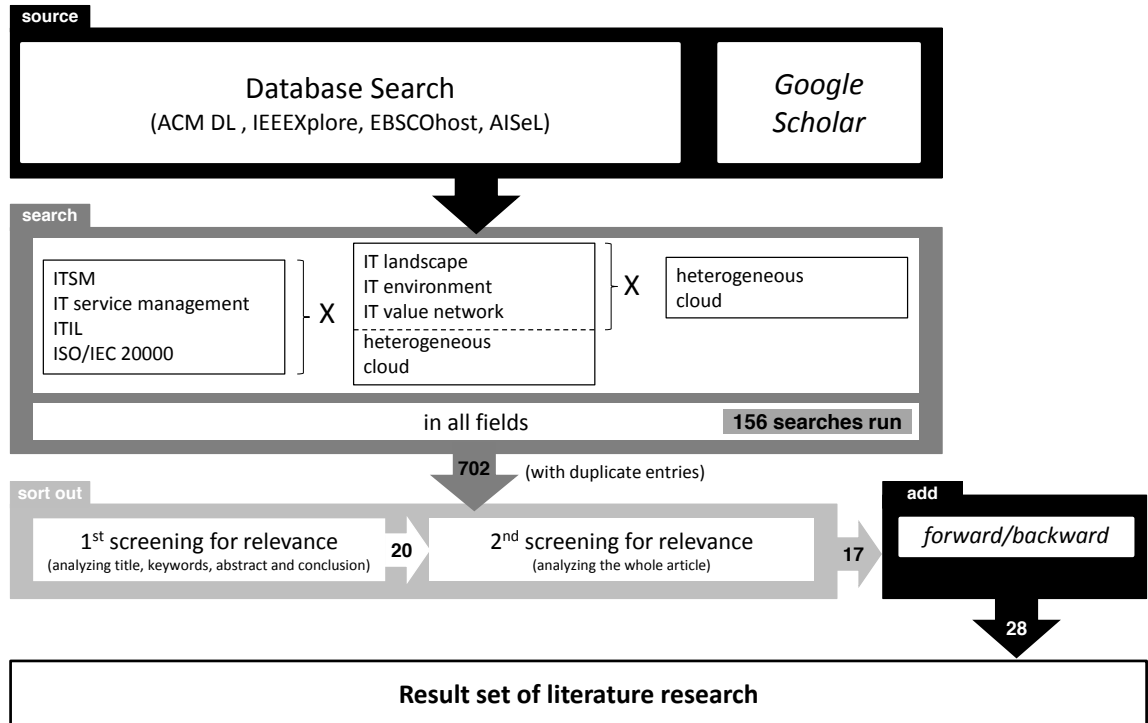 source
Database Search
(ACM DL , IEEEXplore, EBSCOhost, AISeL)
Google
Scholar
search
ITSM
IT service management
ITIL
ISO/IEC 20000
X
IT landscape
IT environment
IT value network
heterogeneous
cloud
X
heterogeneous
cloud
in all fields
156 searches run
702
(with duplicate entries)
sort out
1st screening for relevance
(analyzing title, keywords, abstract and conclusion)
20
2nd screening for relevance
(analyzing the whole article)
17
add
forward/backward
28
Result set of literature research